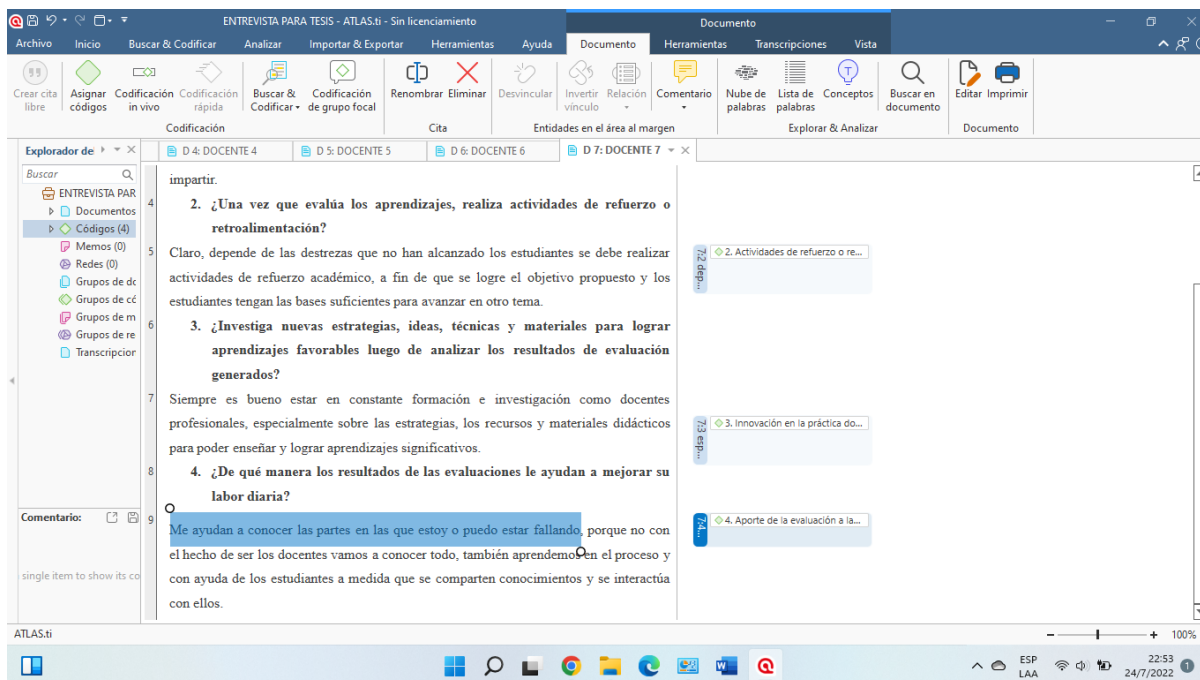 ENTREVISTA PARA TESIS - ATLAS.ti - Sin licenciamiento
Documento
Archivo Inicio Buscar & Codificar Analizar Importar & Exportar Herramientas Ayuda Documento Herramientas Transcripciones Vista
Crear cita libre
Asignar códigos
Codificación in vivo
Codificación rápida
Buscar & Codificar
Codificación de grupo focal
Renombrar
Eliminar
Desvincular
Invertir vínculo
Relación
Comentario
Nube de palabras
Lista de palabras
Conceptos
Buscar en documento
Editar
Imprimir
Codificación
Cita
Entidades en el área al margen
Explorar & Analizar
Documento
Explorador de
D 4: DOCENTE 4
D 5: DOCENTE 5
D 6: DOCENTE 6
D 7: DOCENTE 7
Buscar
ENTREVISTA PAR
Documentos
Códigos (4)
Memos (0)
Redes (0)
Grupos de dc
Grupos de có
Grupos de m
Grupos de re
Transcripcior
Comentario:
single item to show its co
impartir.
4 2. ¿Una vez que evalúa los aprendizajes, realiza actividades de refuerzo o
retroalimentación?
5 Claro, depende de las destrezas que no han alcanzado los estudiantes se debe realizar
actividades de refuerzo académico, a fin de que se logre el objetivo propuesto y los
estudiantes tengan las bases suficientes para avanzar en otro tema.
6 3. ¿Investiga nuevas estrategias, ideas, técnicas y materiales para lograr
aprendizajes favorables luego de analizar los resultados de evaluación
generados?
7 Siempre es bueno estar en constante formación e investigación como docentes
profesionales, especialmente sobre las estrategias, los recursos y materiales didácticos
para poder enseñar y lograr aprendizajes significativos.
8 4. ¿De qué manera los resultados de las evaluaciones le ayudan a mejorar su
labor diaria?
9 Me ayudan a conocer las partes en las que estoy o puedo estar fallando, porque no con
el hecho de ser los docentes vamos a conocer todo, también aprendemos en el proceso y
con ayuda de los estudiantes a medida que se comparten conocimientos y se interactúa
con ellos.
7:2 dep...
2. Actividades de refuerzo o re...
7:3 esp...
3. Innovación en la práctica do...
7:4...
4. Aporte de la evaluación a la...
ATLAS.ti
100%
ESP
LAA
22:53
24/7/2022
1